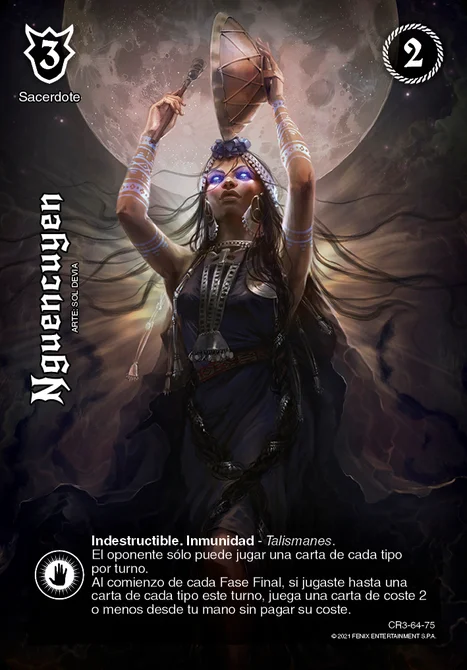 3
2
Sacerdote
Nguencuyen
ARTE: SOL DEVIA
Indestructible. Inmunidad - Talismanes.
El oponente sólo puede jugar una carta de cada tipo
por turno.
Al comienzo de cada Fase Final, si jugaste hasta una
carta de cada tipo este turno, juega una carta de coste 2
o menos desde tu mano sin pagar su coste.
CR3-64-75
©2021 FENIX ENTERTAINMENT S.P.A.